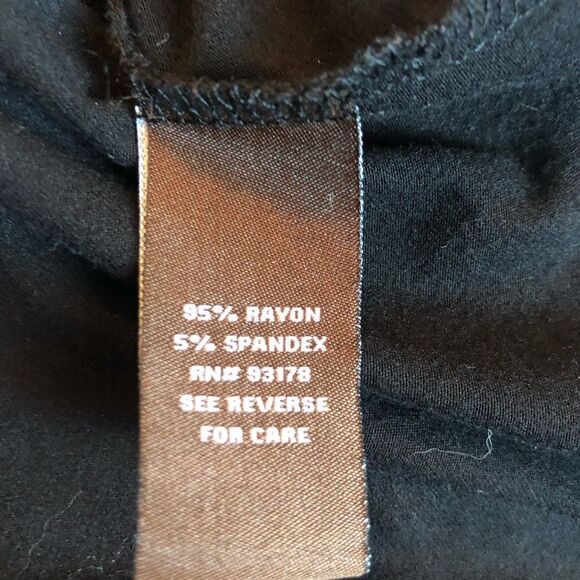 95% RAYON
5% SPANDEX
RN# 93178
SEE REVERSE
FOR CARE